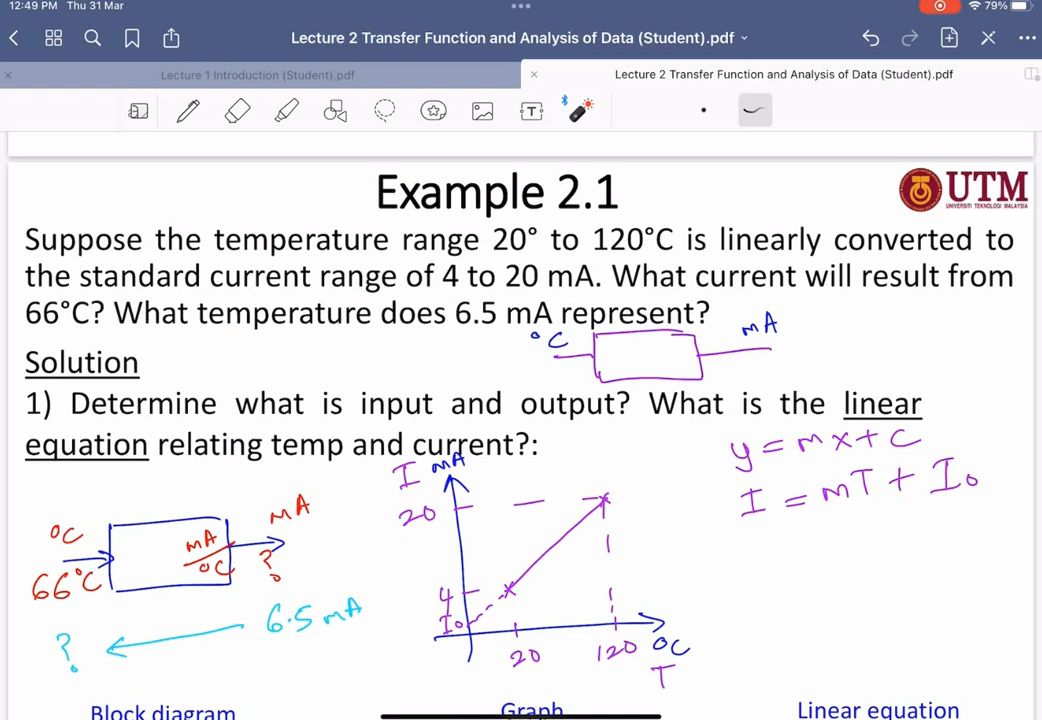 12:49 PM Thu 31 Mar
79%
Lecture 2 Transfer Function and Analysis of Data (Student).pdf
Lecture 1 Introduction (Student).pdf
Lecture 2 Transfer Function and Analysis of Data (Student).pdf
T
Example 2.1
UTM
UNIVERSITI TEKNOLOGI MALAYSIA
Suppose the temperature range 20° to 120°C is linearly converted to
the standard current range of 4 to 20 mA. What current will result from
66°C? What temperature does 6.5 mA represent?
°C
mA
Solution
1) Determine what is input and output? What is the linear
equation relating temp and current?:
y = mx + C
I = mT + I₀
°C
66°C
mA
°C
mA
?
6.5 mA
?
I mA
20
4
I₀
20
120
°C
T
Block diagram
Graph
Linear equation